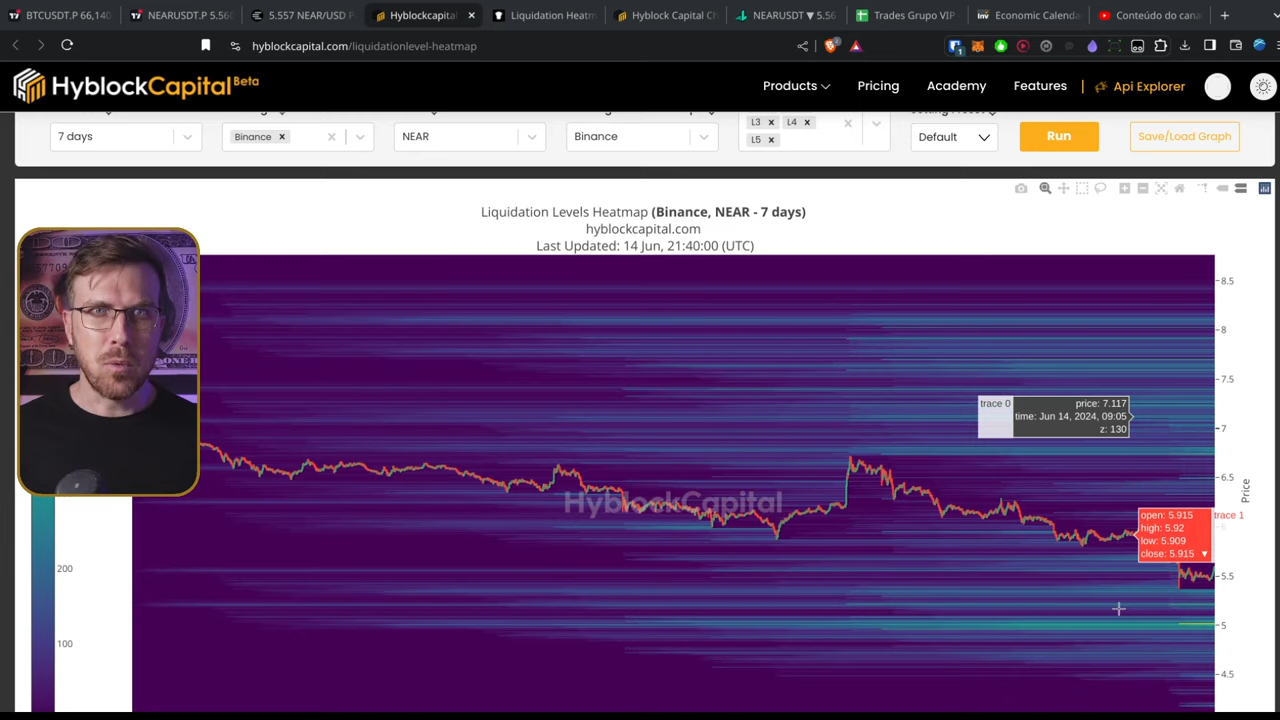 BTCUSDT.P 66,140
NEARUSDT.P 5.560
5.557 NEAR/USD P
Hyblockcapital
Liquidation Heatm
Hyblock Capital Ch
NEARUSDT ▼ 5.56
Trades Grupo VIP
Economic Calenda
Conteúdo do cana
hyblockcapital.com/liquidationlevel-heatmap
HyblockCapital Beta
Products
Pricing
Academy
Features
Api Explorer
7 days
Binance
NEAR
Binance
L3
L4
L5
Default
Run
Save/Load Graph
Liquidation Levels Heatmap (Binance, NEAR - 7 days)
hyblockcapital.com
Last Updated: 14 Jun, 21:40:00 (UTC)
8.5
8
7.5
7
6.5
6
5.5
5
4.5
Price
trace 0
price: 7.117
time: Jun 14, 2024, 09:05
z: 130
HyblockCapital
open: 5.915
high: 5.92
low: 5.909
close: 5.915 ▼
trace 1
200
100